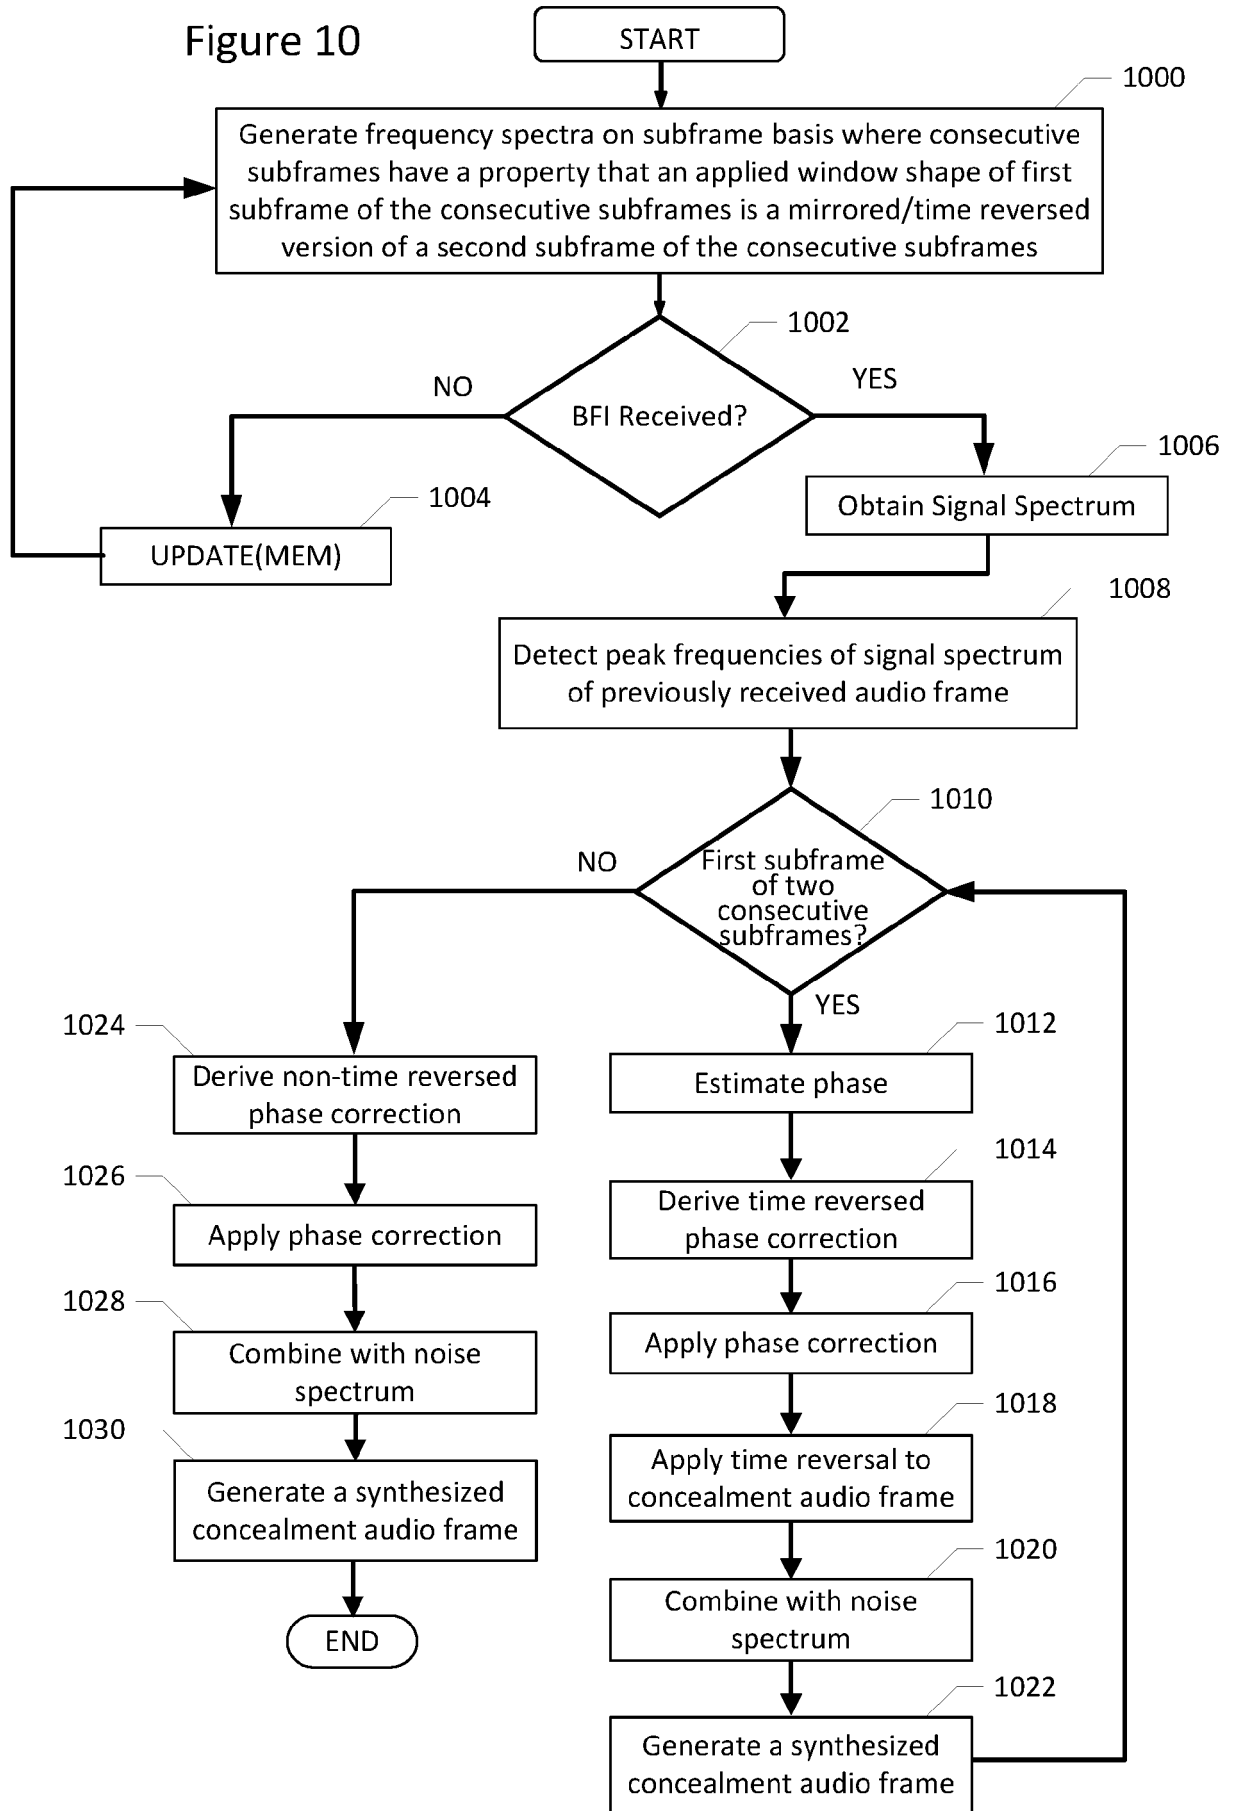 Figure 10
START
1000
Generate frequency spectra on subframe basis where consecutive
subframes have a property that an applied window shape of first
subframe of the consecutive subframes is a mirrored/time reversed
version of a second subframe of the consecutive subframes
1002
NO
YES
BFI Received?
1004
UPDATE(MEM)
1006
Obtain Signal Spectrum
1008
Detect peak frequencies of signal spectrum
of previously received audio frame
1010
NO
First subframe
of two
consecutive
subframes?
YES
1012
Estimate phase
1014
Derive time reversed
phase correction
1016
Apply phase correction
1018
Apply time reversal to
concealment audio frame
1020
Combine with noise
spectrum
1022
Generate a synthesized
concealment audio frame
1024
Derive non-time reversed
phase correction
1026
Apply phase correction
1028
Combine with noise
spectrum
1030
Generate a synthesized
concealment audio frame
END